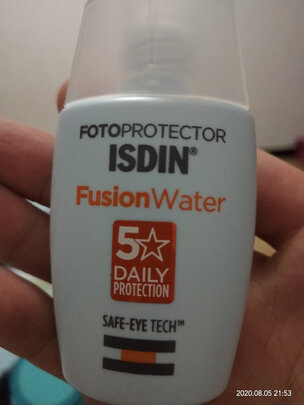 FOTOPROTECTOR
ISDIN®
FusionWater
5☆
DAILY
PROTECTION
SAFE-EYE TECH™
2020.08.05 21:53